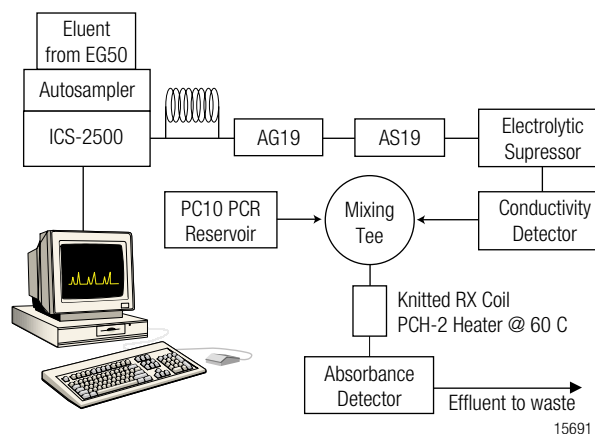 Eluent
from EG50
Autosampler
ICS-2500
AG19
AS19
Electrolytic
Supressor
PC10 PCR
Reservoir
Mixing
Tee
Conductivity
Detector
Knitted RX Coil
PCH-2 Heater @ 60 C
Absorbance
Detector
Effluent to waste
15691